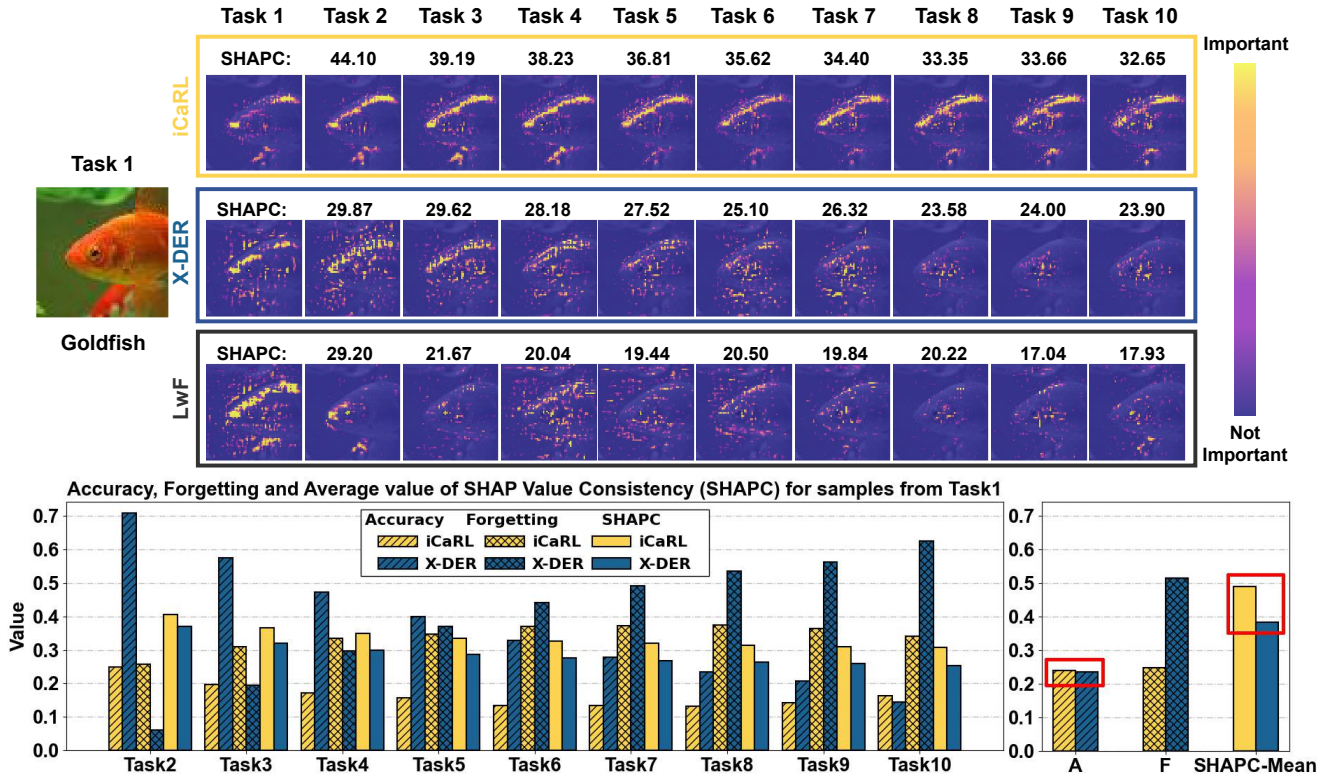 Task 1 Task 2 Task 3 Task 4 Task 5 Task 6 Task 7 Task 8 Task 9 Task 10
Important
iCaRL
SHAPC: 44.10 39.19 38.23 36.81 35.62 34.40 33.35 33.66 32.65
Task 1
Goldfish
X-DER
SHAPC: 29.87 29.62 28.18 27.52 25.10 26.32 23.58 24.00 23.90
LwF
SHAPC: 29.20 21.67 20.04 19.44 20.50 19.84 20.22 17.04 17.93
Not
Important
Accuracy, Forgetting and Average value of SHAP Value Consistency (SHAPC) for samples from Task1
Accuracy Forgetting SHAPC
iCaRL iCaRL iCaRL
X-DER X-DER X-DER
Value
0.7
0.6
0.5
0.4
0.3
0.2
0.1
0.0
Task2 Task3 Task4 Task5 Task6 Task7 Task8 Task9 Task10
0.7
0.6
0.5
0.4
0.3
0.2
0.1
0.0
A F SHAPC-Mean